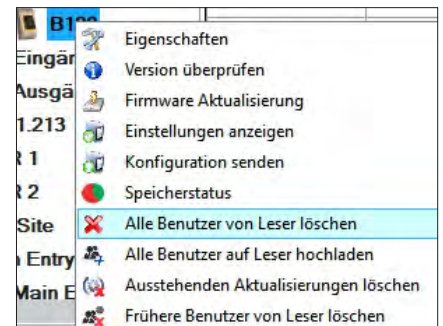 B100
Eingän
Ausgä
1.213
R 1
R 2
Site
n Entry
Main E
Eigenschaften
Version überprüfen
Firmware Aktualisierung
Einstellungen anzeigen
Konfiguration senden
Speicherstatus
Alle Benutzer von Leser löschen
Alle Benutzer auf Leser hochladen
Ausstehenden Aktualisierungen löschen
Frühere Benutzer von Leser löschen